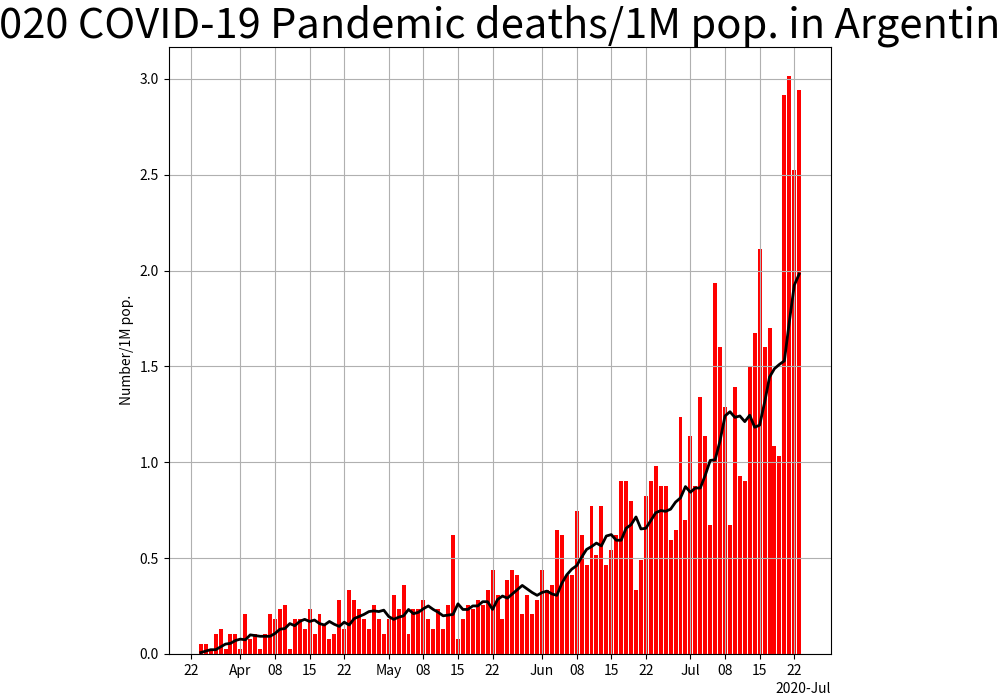 020 COVID-19 Pandemic deaths/1M pop. in Argentin
3.0
2.5
2.0
1.5
1.0
0.5
0.0
Number/1M pop.
22 Apr 08 15 22 May 08 15 22 Jun 08 15 22 Jul 08 15 22
2020-Jul